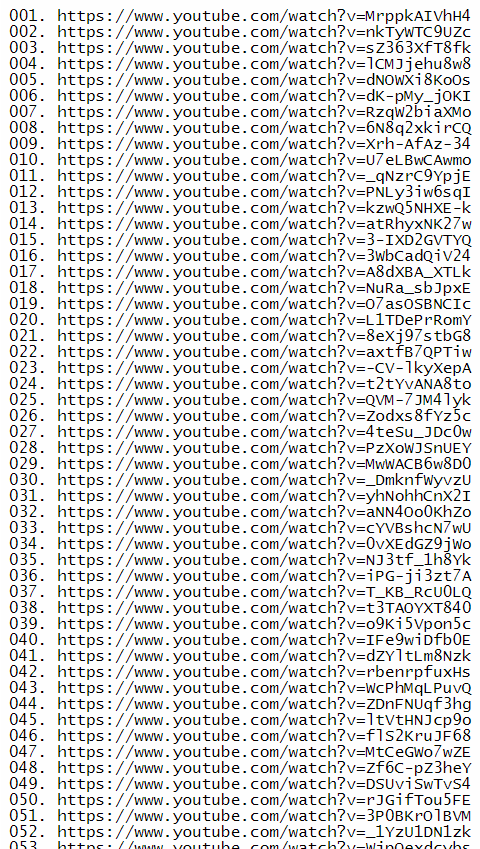 001. https://www.youtube.com/watch?v=MrppkAIVhH4
002. https://www.youtube.com/watch?v=nkTyWTC9UZc
003. https://www.youtube.com/watch?v=sZ363XfT8fk
004. https://www.youtube.com/watch?v=lCMJjehu8w8
005. https://www.youtube.com/watch?v=dNOWXi8KoOs
006. https://www.youtube.com/watch?v=dK-pMy_jOKI
007. https://www.youtube.com/watch?v=RzqW2biaXMo
008. https://www.youtube.com/watch?v=6N8q2xkirCQ
009. https://www.youtube.com/watch?v=Xrh-AfAz-34
010. https://www.youtube.com/watch?v=U7eLBwCAwmo
011. https://www.youtube.com/watch?v=_qNzrC9YpjE
012. https://www.youtube.com/watch?v=PNLy3iw6sqI
013. https://www.youtube.com/watch?v=kzwQ5NHXE-k
014. https://www.youtube.com/watch?v=atRhyxNK27w
015. https://www.youtube.com/watch?v=3-IXD2GVTYQ
016. https://www.youtube.com/watch?v=3WbCadQiV24
017. https://www.youtube.com/watch?v=A8dXBA_XTLk
018. https://www.youtube.com/watch?v=NuRa_sbJpxE
019. https://www.youtube.com/watch?v=O7asOSBNCIc
020. https://www.youtube.com/watch?v=L1TDePrRomY
021. https://www.youtube.com/watch?v=8eXj97stbG8
022. https://www.youtube.com/watch?v=axtfB7QPTiw
023. https://www.youtube.com/watch?v=-CV-lkyXepA
024. https://www.youtube.com/watch?v=t2tYvANA8to
025. https://www.youtube.com/watch?v=QVM-7JM4lyk
026. https://www.youtube.com/watch?v=Zodxs8fYz5c
027. https://www.youtube.com/watch?v=4teSu_JDc0w
028. https://www.youtube.com/watch?v=PzXoWJSnUEY
029. https://www.youtube.com/watch?v=MwWACB6w8D0
030. https://www.youtube.com/watch?v=_DmknfWyvzU
031. https://www.youtube.com/watch?v=yhNohhCnX2I
032. https://www.youtube.com/watch?v=aNN4Oo0KhZo
033. https://www.youtube.com/watch?v=cYVBshcN7wU
034. https://www.youtube.com/watch?v=0vXEdGZ9jWo
035. https://www.youtube.com/watch?v=NJ3tf_1h8Yk
036. https://www.youtube.com/watch?v=iPG-ji3zt7A
037. https://www.youtube.com/watch?v=T_KB_RcU0LQ
038. https://www.youtube.com/watch?v=t3TAOYXT840
039. https://www.youtube.com/watch?v=o9Ki5Vpon5c
040. https://www.youtube.com/watch?v=IFe9wiDfb0E
041. https://www.youtube.com/watch?v=dZYltLm8Nzk
042. https://www.youtube.com/watch?v=rbenrpfuxHs
043. https://www.youtube.com/watch?v=WcPhMqLPuvQ
044. https://www.youtube.com/watch?v=ZDnFNUqf3hg
045. https://www.youtube.com/watch?v=ltVtHNJcp9o
046. https://www.youtube.com/watch?v=flS2KruJF68
047. https://www.youtube.com/watch?v=MtCeGWo7wZE
048. https://www.youtube.com/watch?v=Zf6C-pZ3heY
049. https://www.youtube.com/watch?v=DSUviSwTvS4
050. https://www.youtube.com/watch?v=rJGifTou5FE
051. https://www.youtube.com/watch?v=3P0BKrOlBVM
052. https://www.youtube.com/watch?v=_1YzU1DN1zk